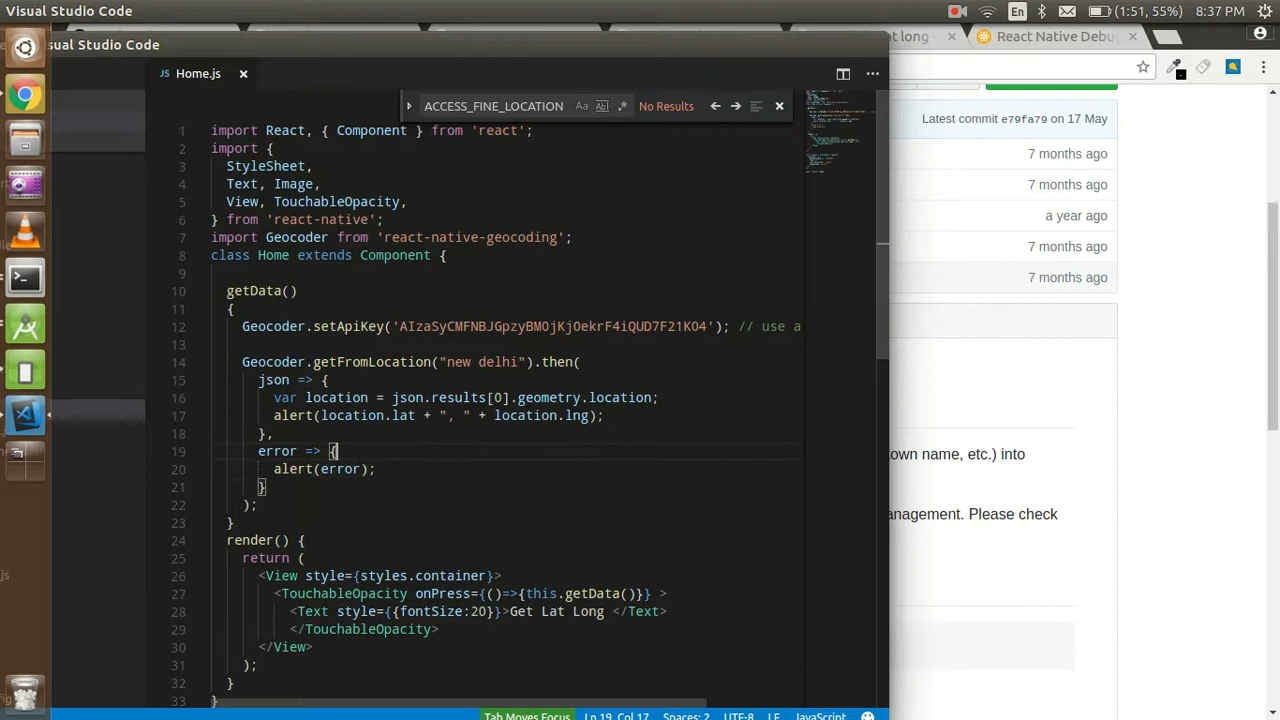 Visual Studio Code
En
(1:51, 55%)
8:37 PM
sual Studio Code
t long -
React Native Debu
JS Home.js
ACCESS_FINE_LOCATION
Aa
Ab|
.*
No Results
Latest commit e79fa79 on 17 May
7 months ago
7 months ago
a year ago
7 months ago
7 months ago
1 import React, { Component } from 'react';
2 import {
3 StyleSheet,
4 Text, Image,
5 View, TouchableOpacity,
6 } from 'react-native';
7 import Geocoder from 'react-native-geocoding';
8 class Home extends Component {
9
10 getData()
11 {
12 Geocoder.setApiKey('AIzaSyCMFNBJGpzyBMOjKjOekrF4iQUD7F21KO4'); // use a
13
14 Geocoder.getFromLocation("new delhi").then(
15 json => {
16 var location = json.results[0].geometry.location;
17 alert(location.lat + ", " + location.lng);
18 },
19 error => {
20 alert(error);
21 }
22 );
23 }
24 render() {
25 return (
26 <View style={styles.container}>
27 <TouchableOpacity onPress={()=>{this.getData()}} >
28 <Text style={{fontSize:20}}>Get Lat Long </Text>
29 </TouchableOpacity>
30 </View>
31 );
32 }
33 }
own name, etc.) into
anagement. Please check
.js
Tab Moves Focus
Ln 19, Col 17
Spaces: 2
UTF-8
LF
JavaScript